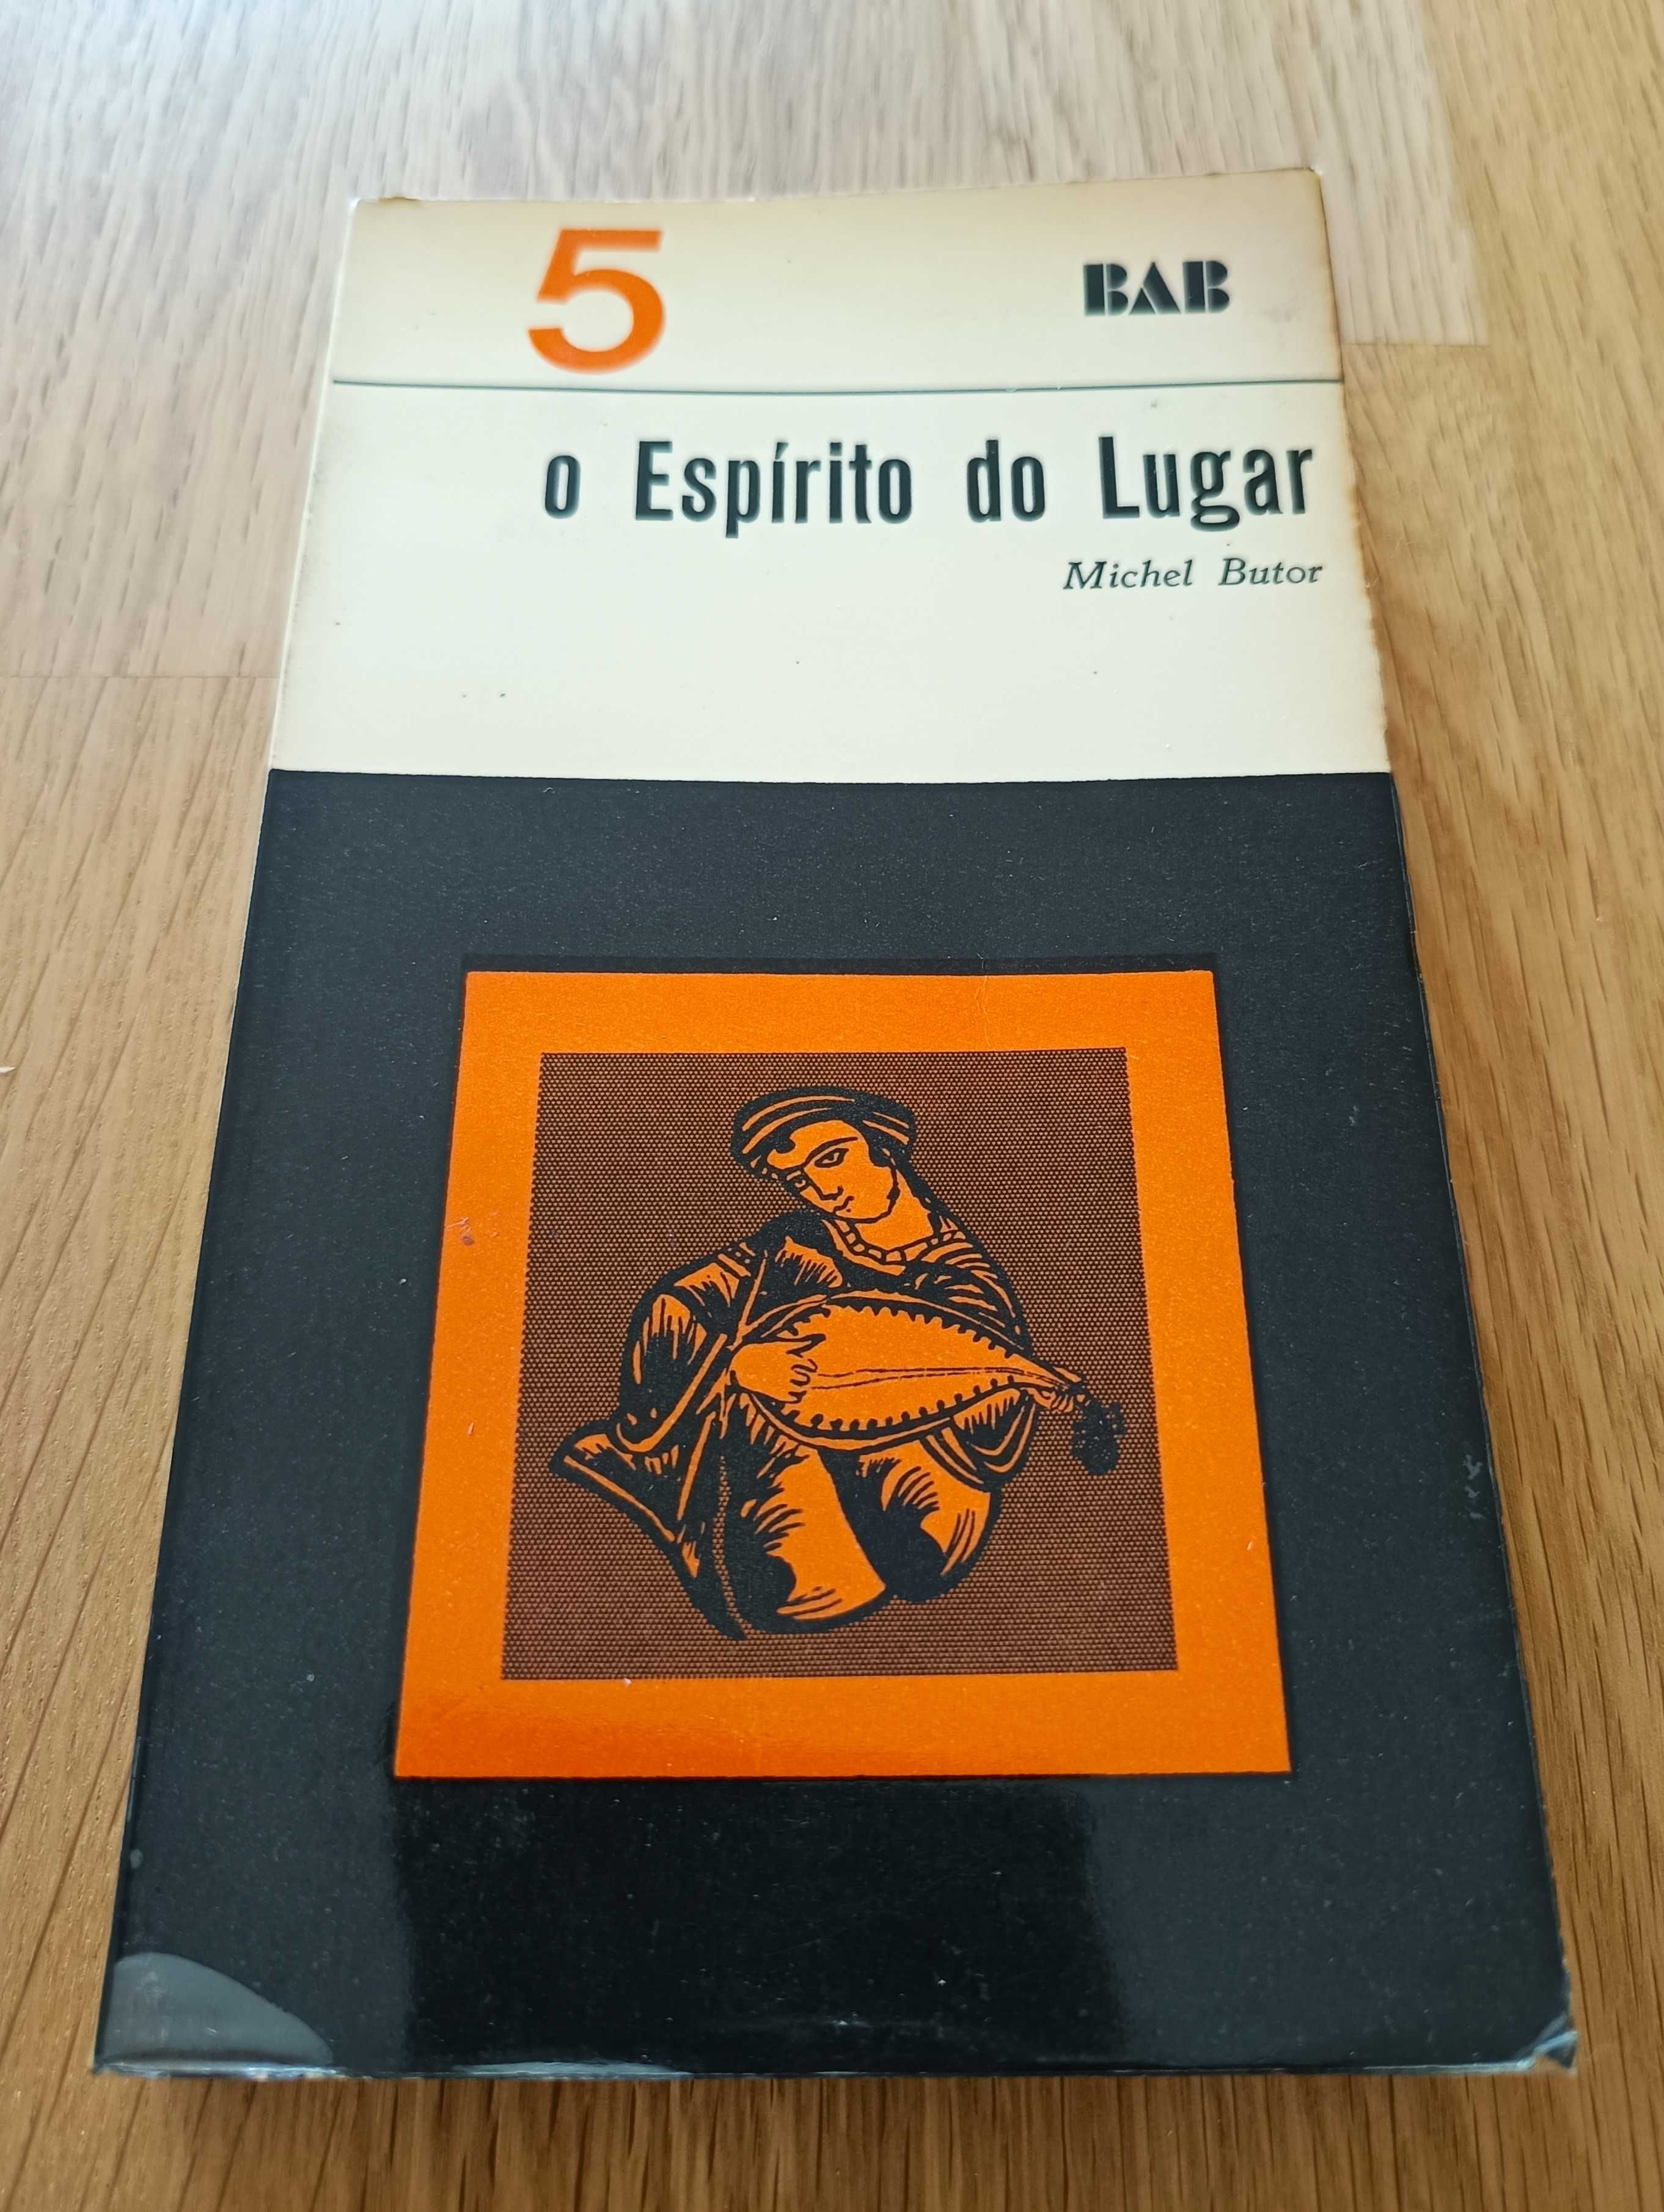 5 BAB
o Espírito do Lugar
Michel Butor